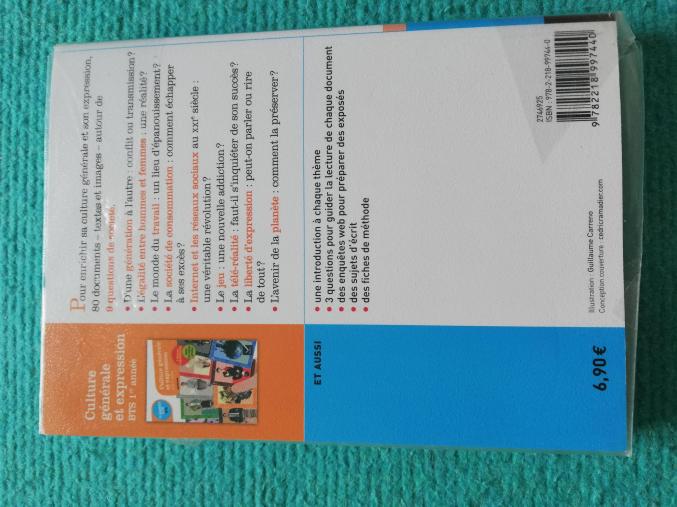 Culture
générale
et expression
BTS 1re année
Pour enrichir sa culture générale et son expression,
80 documents – textes et images – autour de
9 questions de société.
• D'une génération à l'autre : conflit ou transmission ?
• L'égalité entre hommes et femmes : une réalité ?
• Le monde du travail : un lieu d'épanouissement ?
• La société de consommation : comment échapper
à ses excès ?
• Internet et les réseaux sociaux au XXIe siècle :
une véritable révolution ?
• Le jeu : une nouvelle addiction ?
• La télé-réalité : faut-il s'inquiéter de son succès ?
• La liberté d'expression : peut-on parler ou rire
de tout ?
• L'avenir de la planète : comment la préserver ?
ET AUSSI
• une introduction à chaque thème
• 3 questions pour guider la lecture de chaque document
• des enquêtes web pour préparer des exposés
• des sujets d'écrit
• des fiches de méthode
6,90 €
Illustration : Guillaume Carreno
Conception couverture : cedricramadier.com
2746925
ISBN : 978-2-218-99744-0
9 782218 997440